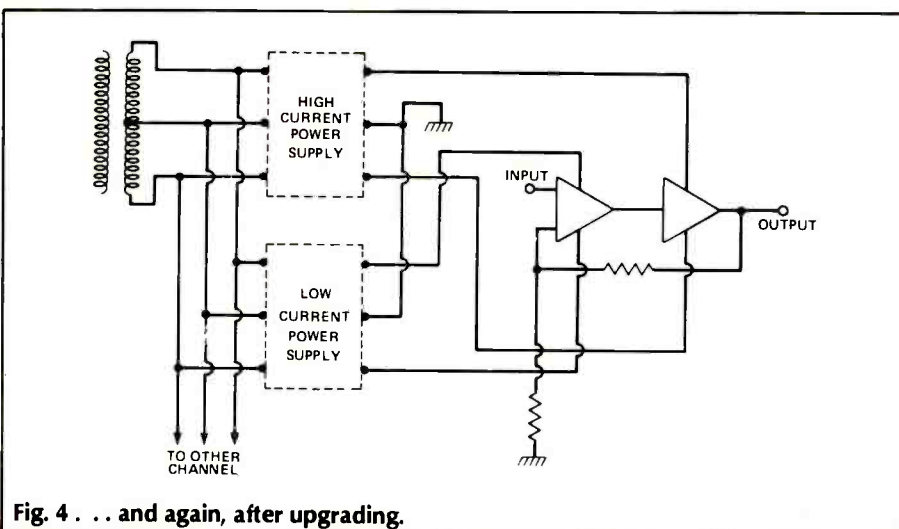 HIGH
CURRENT
POWER
SUPPLY
INPUT
OUTPUT
LOW
CURRENT
POWER
SUPPLY
TO OTHER
CHANNEL
Fig. 4 . . . and again, after upgrading.